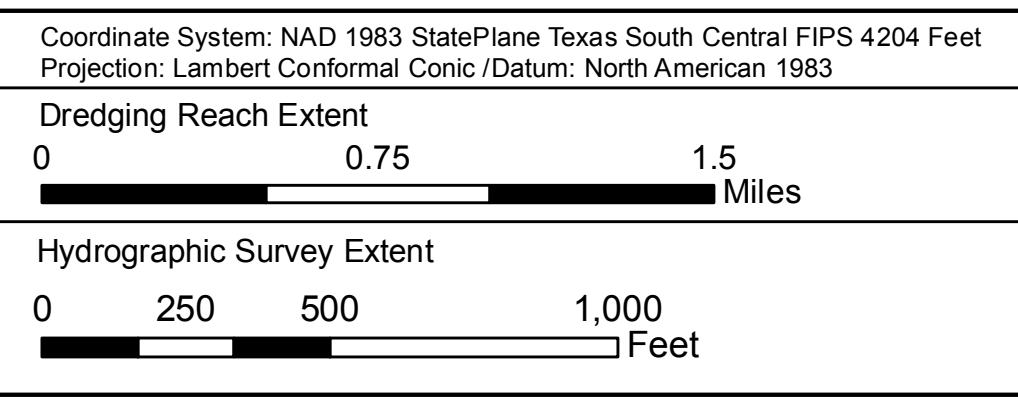 Coordinate System: NAD 1983 StatePlane Texas South Central FIPS 4204 Feet
Projection: Lambert Conformal Conic /Datum: North American 1983
Dredging Reach Extent
0 0.75 1.5
Miles
Hydrographic Survey Extent
0 250 500 1,000
Feet